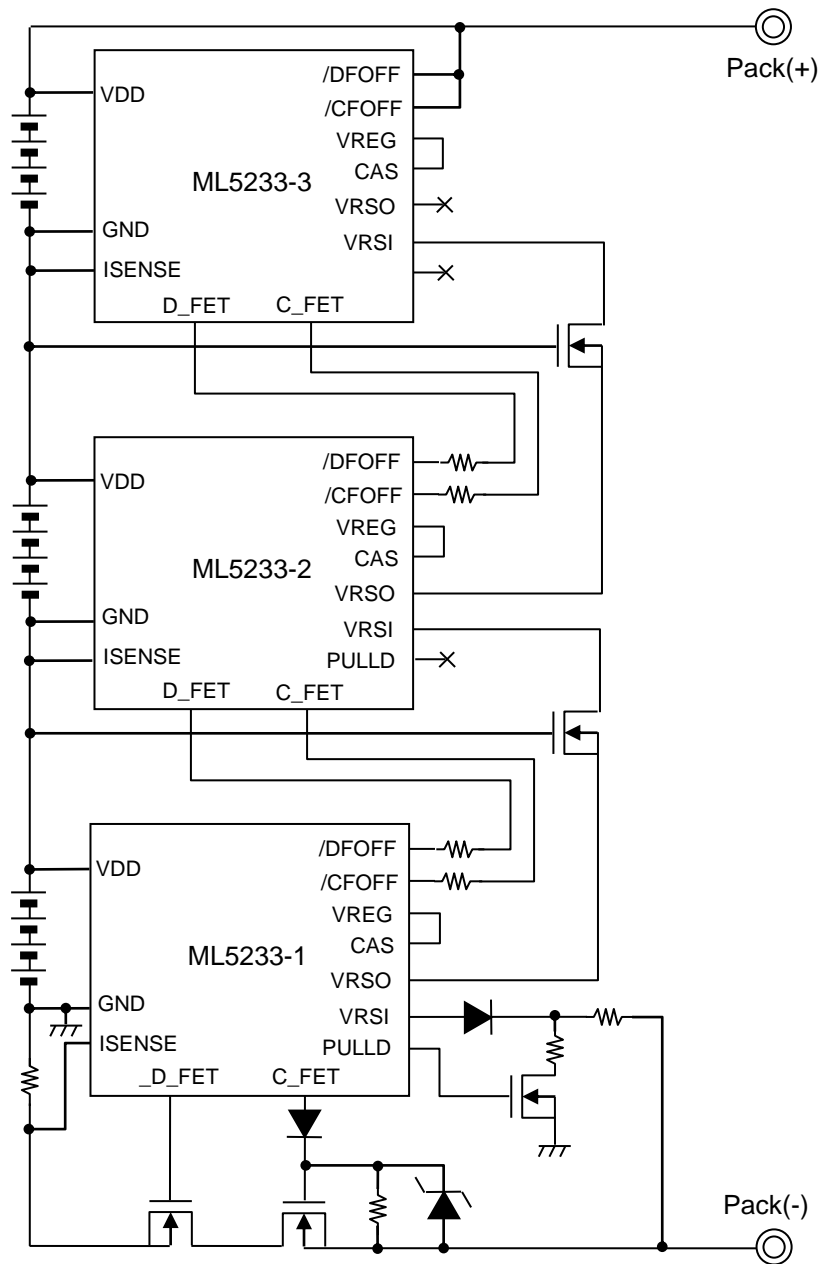 Pack(+)
/DFOFF
VDD
/CFOFF
VREG
CAS
ML5233-3
VRSO
GND
VRSI
ISENSE
D_FET C_FET
/DFOFF
VDD
/CFOFF
VREG
CAS
ML5233-2
VRSO
GND
VRSI
ISENSE
PULLD
D_FET C_FET
/DFOFF
VDD
/CFOFF
VREG
CAS
ML5233-1
VRSO
GND
VRSI
ISENSE
PULLD
_D_FET C_FET
Pack(-)